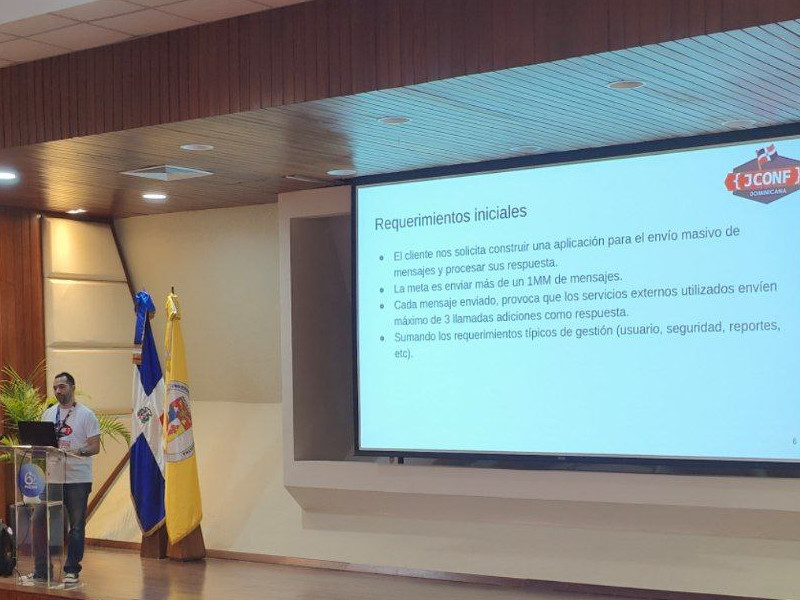 { JCONF }
DOMINICANA
Requerimientos iniciales
El cliente nos solicita construir una aplicación para el envío masivo de
mensajes y procesar sus respuesta.
La meta es enviar más de un 1MM de mensajes.
Cada mensaje enviado, provoca que los servicios externos utilizados envíen
máximo de 3 llamadas adiciones como respuesta.
Sumando los requerimientos típicos de gestión (usuario, seguridad, reportes,
etc).
6